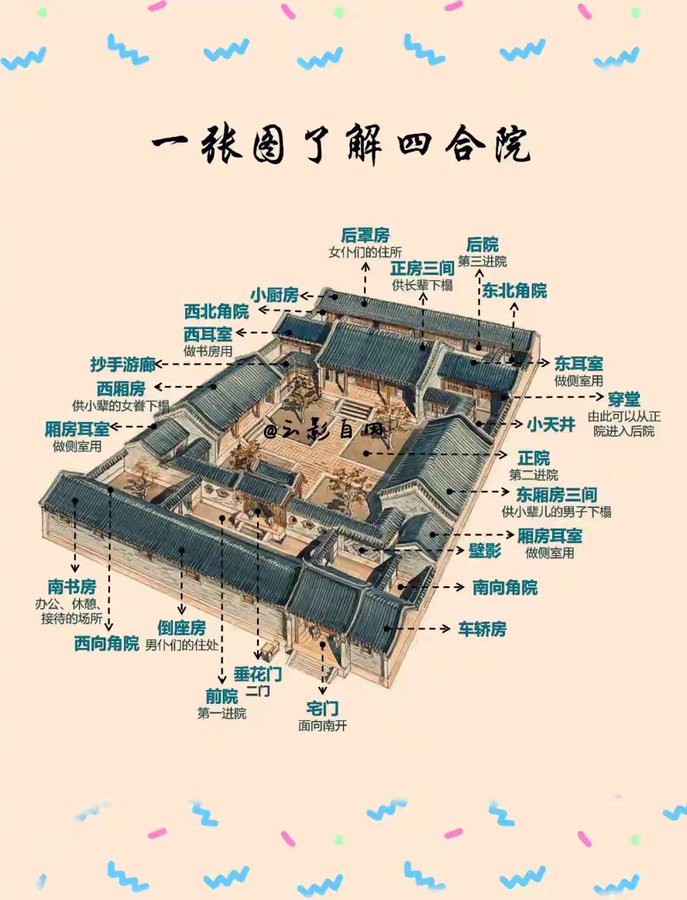 一张图了解四合院
后罩房
女仆们的住所
后院
第三进院
正房三间
供长辈下榻
东北角院
小厨房
西北角院
西耳室
做书房用
抄手游廊
西厢房
供小辈的女眷下榻
厢房耳室
做侧室用
东耳室
做侧室用
穿堂
由此可以从正
院进入后院
小天井
正院
第二进院
东厢房三间
供小辈儿的男子下榻
厢房耳室
做侧室用
壁影
南向角院
车轿房
南书房
办公、休憩、
接待的场所
西向角院
倒座房
男仆们的住处
前院
第一进院
垂花门
二门
宅门
面向南开